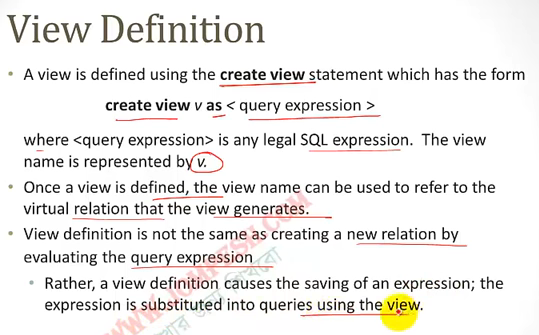 View Definition
• A view is defined using the create view statement which has the form
create view v as < query expression >
where <query expression> is any legal SQL expression. The view
name is represented by v.
• Once a view is defined, the view name can be used to refer to the
virtual relation that the view generates.
• View definition is not the same as creating a new relation by
evaluating the query expression
• Rather, a view definition causes the saving of an expression; the
expression is substituted into queries using the view.